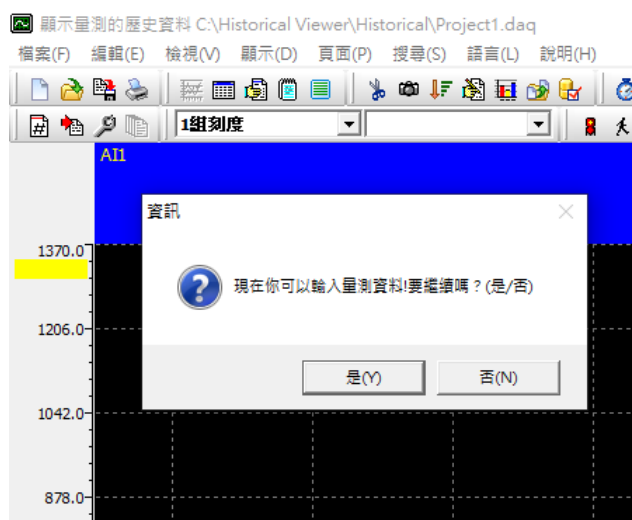 顯示量測的歷史資料 C:\Historical Viewer\Historical\Project1.daq
檔案(F) 編輯(E) 檢視(V) 顯示(D) 頁面(P) 搜尋(S) 語言(L) 說明(H)
1組刻度
AI1
資訊
1370.0
現在你可以輸入量測資料!要繼續嗎？(是/否)
1206.0
是(Y) 否(N)
1042.0
878.0